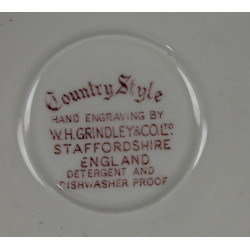 Country Style
HAND ENGRAVING BY
W.H.GRINDLEY&CO.LTD
STAFFORDSHIRE
ENGLAND
DETERGENT AND
DISHWASHER PROOF